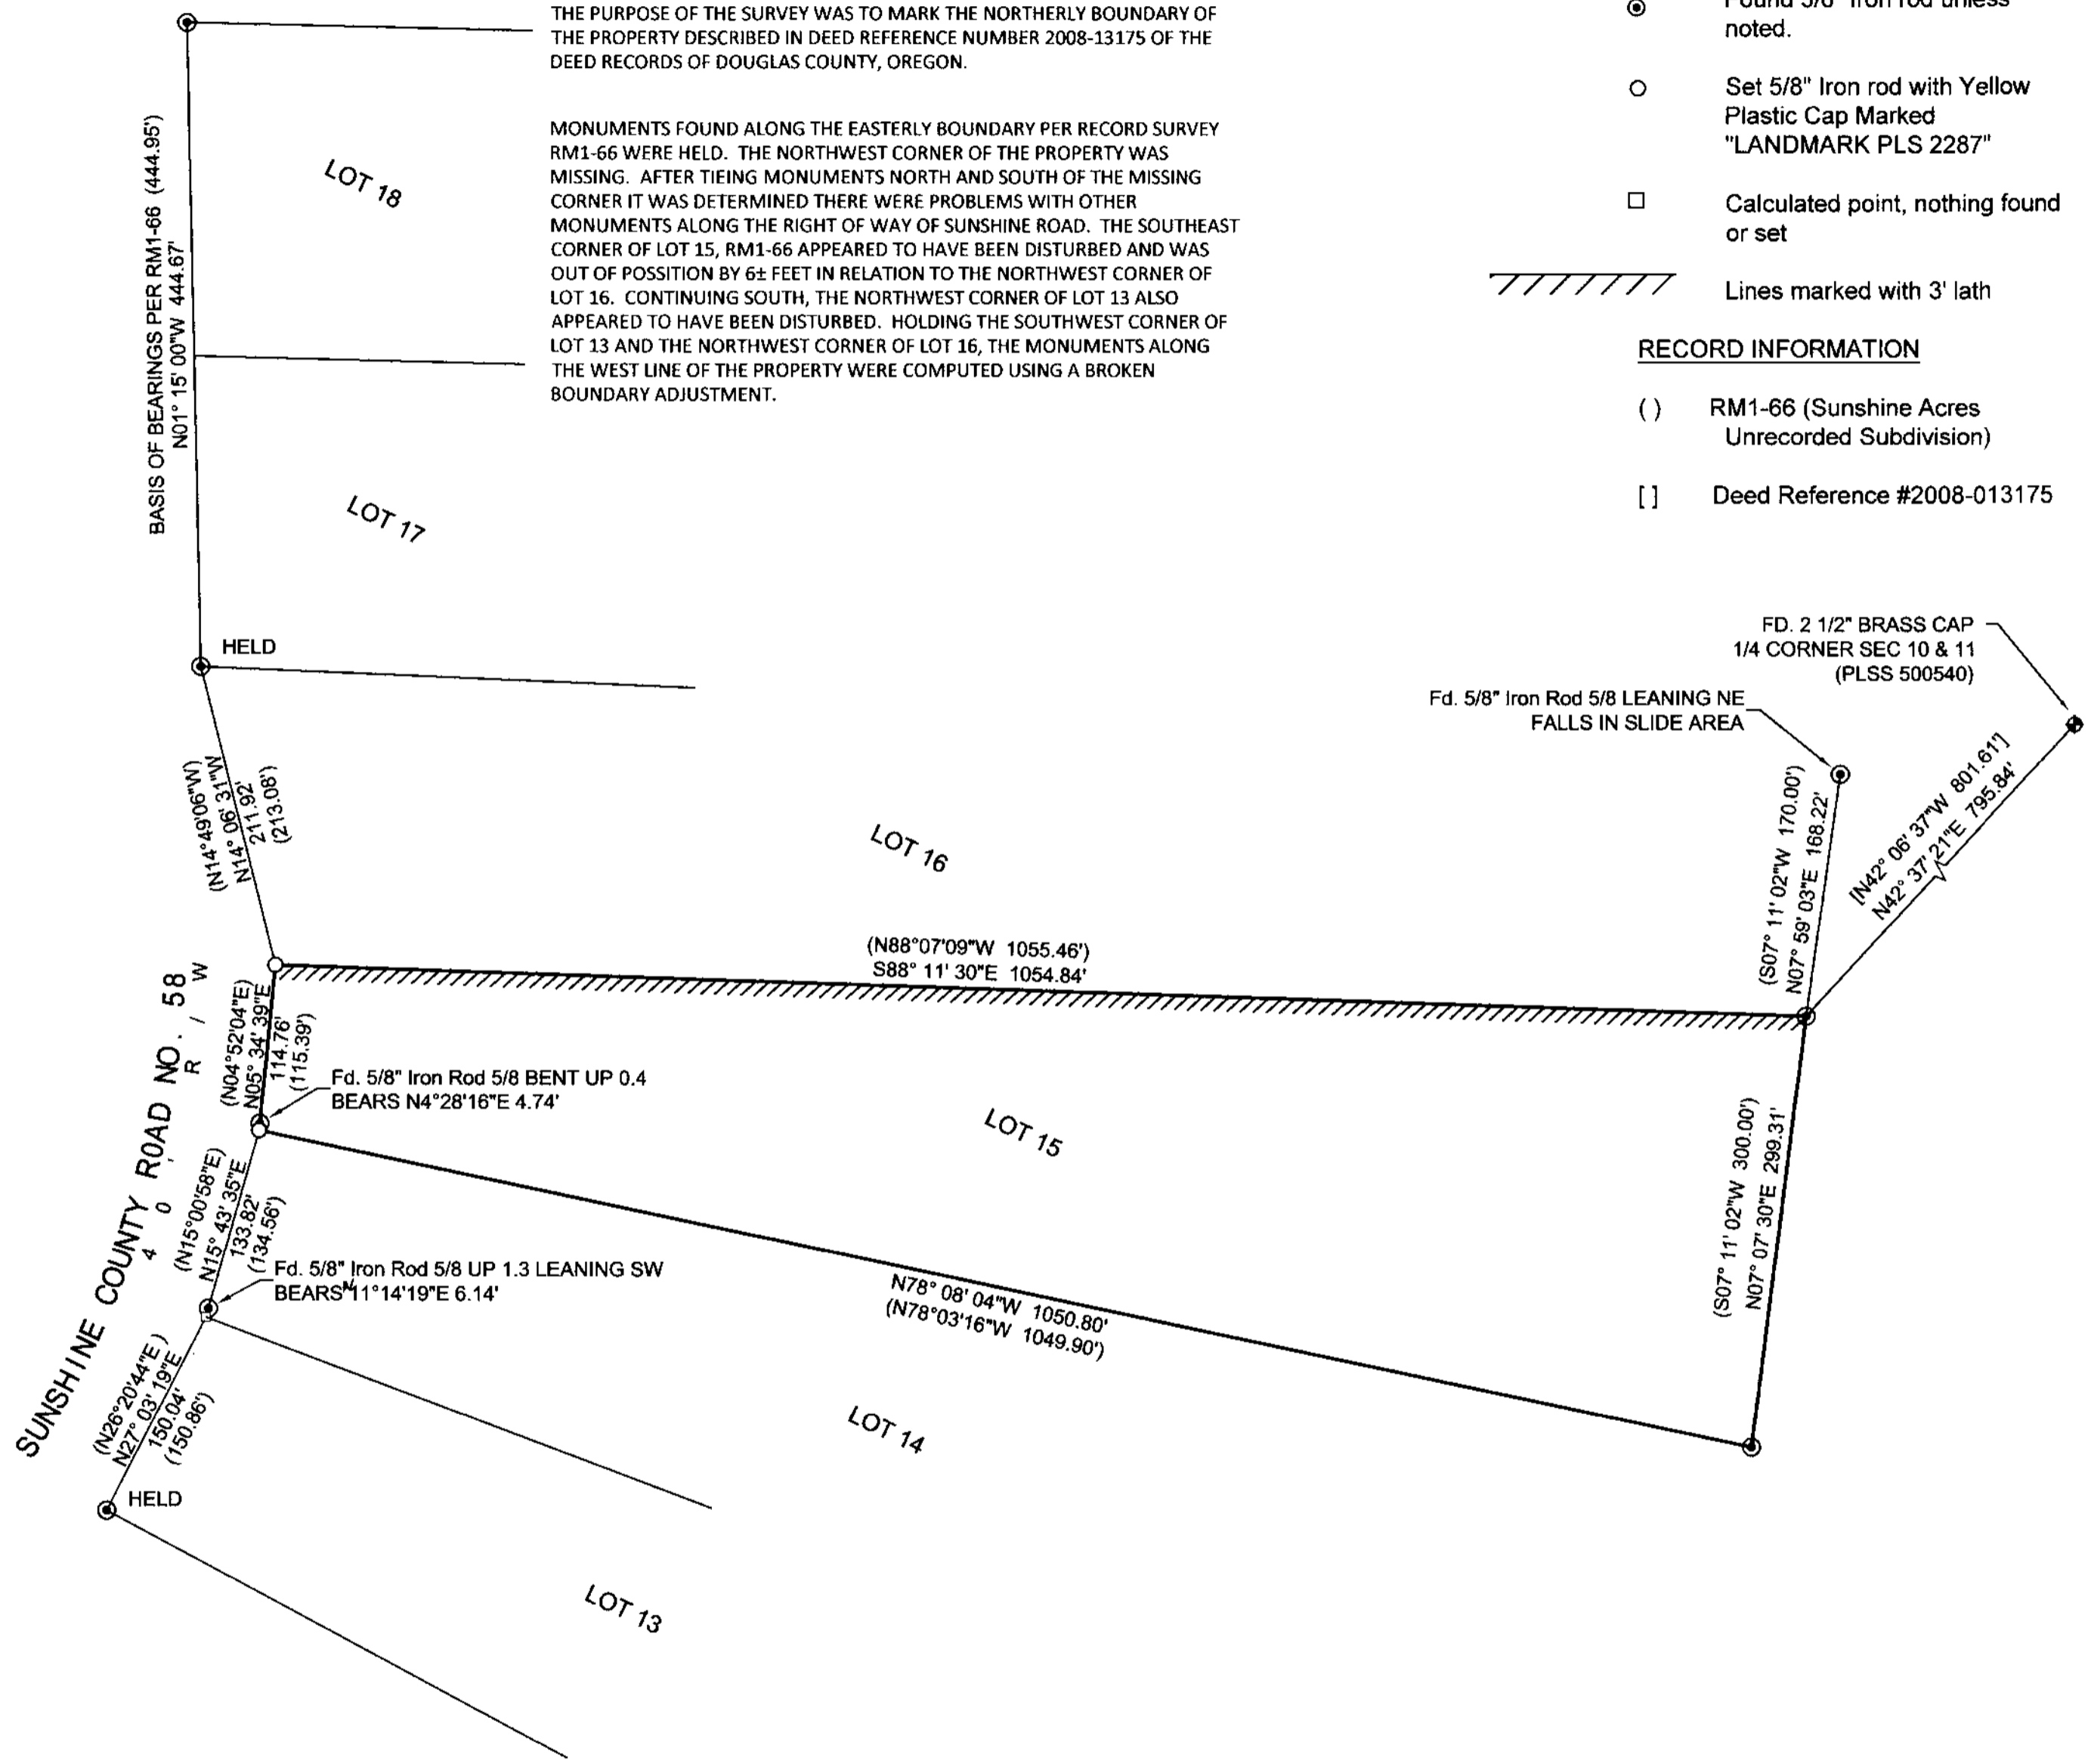 THE PURPOSE OF THE SURVEY WAS TO MARK THE NORTHERLY BOUNDARY OF
THE PROPERTY DESCRIBED IN DEED REFERENCE NUMBER 2008-13175 OF THE
DEED RECORDS OF DOUGLAS COUNTY, OREGON.
MONUMENTS FOUND ALONG THE EASTERLY BOUNDARY PER RECORD SURVEY
RM1-66 WERE HELD. THE NORTHWEST CORNER OF THE PROPERTY WAS
MISSING. AFTER TIEING MONUMENTS NORTH AND SOUTH OF THE MISSING
CORNER IT WAS DETERMINED THERE WERE PROBLEMS WITH OTHER
MONUMENTS ALONG THE RIGHT OF WAY OF SUNSHINE ROAD. THE SOUTHEAST
CORNER OF LOT 15, RM1-66 APPEARED TO HAVE BEEN DISTURBED AND WAS
OUT OF POSSITION BY 6± FEET IN RELATION TO THE NORTHWEST CORNER OF
LOT 16. CONTINUING SOUTH, THE NORTHWEST CORNER OF LOT 13 ALSO
APPEARED TO HAVE BEEN DISTURBED. HOLDING THE SOUTHWEST CORNER OF
LOT 13 AND THE NORTHWEST CORNER OF LOT 16, THE MONUMENTS ALONG
THE WEST LINE OF THE PROPERTY WERE COMPUTED USING A BROKEN
BOUNDARY ADJUSTMENT.
Found 5/8" Iron rod unless
noted.
Set 5/8" Iron rod with Yellow
Plastic Cap Marked
"LANDMARK PLS 2287"
Calculated point, nothing found
or set
Lines marked with 3' lath
RECORD INFORMATION
( ) RM1-66 (Sunshine Acres
Unrecorded Subdivision)
[ ] Deed Reference #2008-013175
BASIS OF BEARINGS PER RM1-66 (444.95')
N01° 15' 00"W 444.67'
LOT 18
LOT 17
HELD
(N14°49'06"W)
N14° 06' 31"W
211.92'
(213.08')
LOT 16
FD. 2 1/2" BRASS CAP
1/4 CORNER SEC 10 & 11
(PLSS 500540)
Fd. 5/8" Iron Rod 5/8 LEANING NE
FALLS IN SLIDE AREA
(S07° 11' 02"W 170.00')
N07° 59' 03"E 168.22'
[N42° 06' 37"W 801.61']
N42° 37' 21"E 795.84'
(N88°07'09"W 1055.46')
S88° 11' 30"E 1054.84'
SUNSHINE COUNTY ROAD NO. 58
40' R/W
(N04°52'04"E)
N05° 34' 39"E
114.76'
(115.39')
Fd. 5/8" Iron Rod 5/8 BENT UP 0.4
BEARS N4°28'16"E 4.74'
LOT 15
(S07° 11' 02"W 300.00')
N07° 07' 30"E 299.31'
(N15°00'58"E)
N15° 43' 35"E
133.82'
(134.56')
Fd. 5/8" Iron Rod 5/8 UP 1.3 LEANING SW
BEARS N11°14'19"E 6.14'
N78° 08' 04"W 1050.80'
(N78°03'16"W 1049.90')
(N26°20'44"E )
N27° 03' 19"E
150.04'
(150.86')
LOT 14
HELD
LOT 13